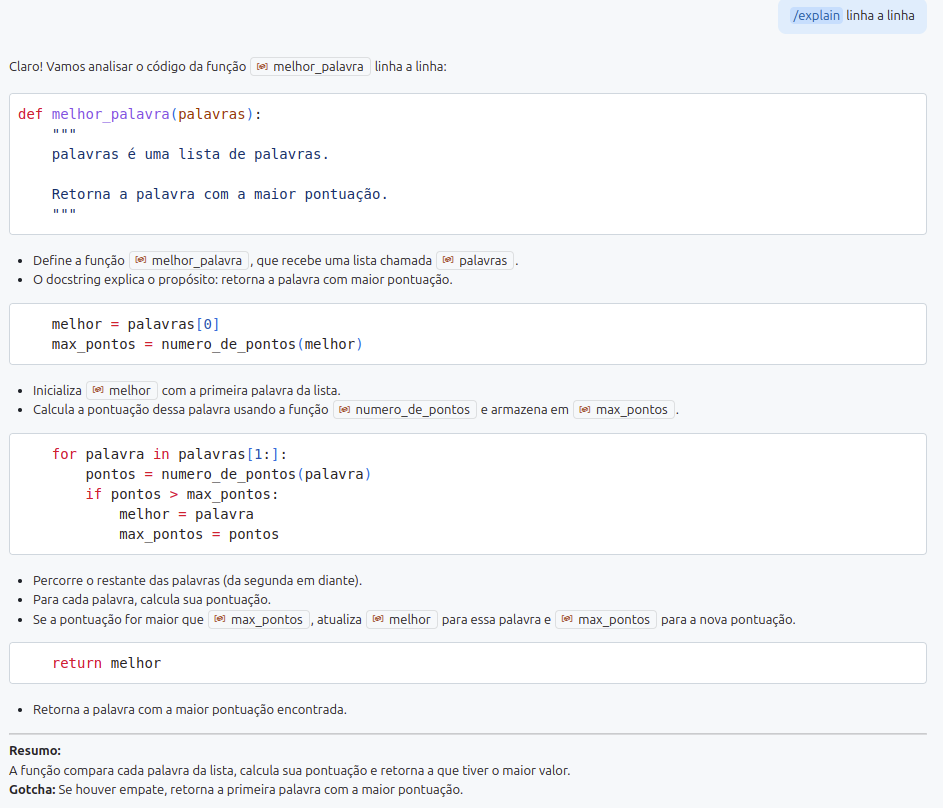 /explain linha a linha
Claro! Vamos analisar o código da função melhor_palavra linha a linha:
def melhor_palavra(palavras):
    """
    palavras é uma lista de palavras.

    Retorna a palavra com a maior pontuação.
    """
• Define a função melhor_palavra, que recebe uma lista chamada palavras.
• O docstring explica o propósito: retorna a palavra com maior pontuação.
    melhor = palavras[0]
    max_pontos = numero_de_pontos(melhor)
• Inicializa melhor com a primeira palavra da lista.
• Calcula a pontuação dessa palavra usando a função numero_de_pontos e armazena em max_pontos.
    for palavra in palavras[1:]:
        pontos = numero_de_pontos(palavra)
        if pontos > max_pontos:
            melhor = palavra
            max_pontos = pontos
• Percorre o restante das palavras (da segunda em diante).
• Para cada palavra, calcula sua pontuação.
• Se a pontuação for maior que max_pontos, atualiza melhor para essa palavra e max_pontos para a nova pontuação.
    return melhor
• Retorna a palavra com a maior pontuação encontrada.
Resumo:
A função compara cada palavra da lista, calcula sua pontuação e retorna a que tiver o maior valor.
Gotcha: Se houver empate, retorna a primeira palavra com a maior pontuação.